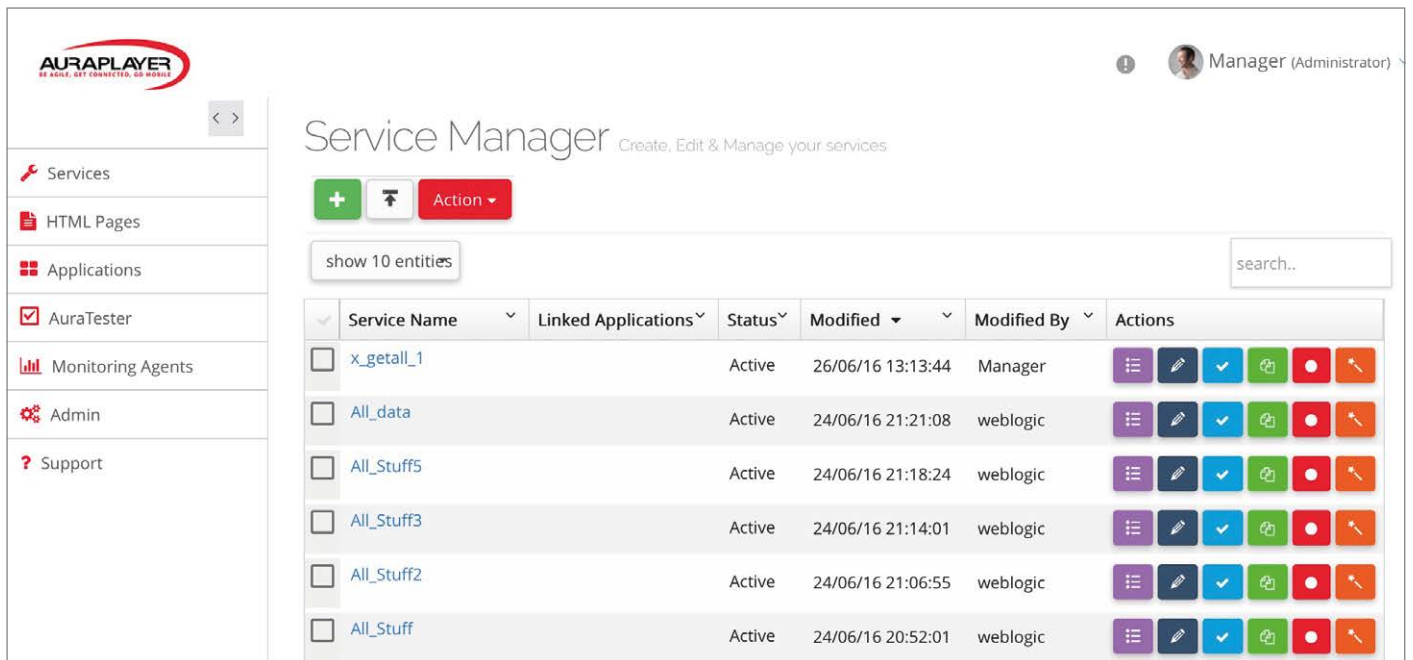 AURAPLAYER
BE AGILE, GET CONNECTED, GO MOBILE
Manager (Administrator)
Services
HTML Pages
Applications
AuraTester
Monitoring Agents
Admin
? Support
Service Manager Create, Edit & Manage your services
Action
show 10 entities
search..
Service Name Linked Applications Status Modified Modified By Actions
x_getall_1 Active 26/06/16 13:13:44 Manager
All_data Active 24/06/16 21:21:08 weblogic
All_Stuff5 Active 24/06/16 21:18:24 weblogic
All_Stuff3 Active 24/06/16 21:14:01 weblogic
All_Stuff2 Active 24/06/16 21:06:55 weblogic
All_Stuff Active 24/06/16 20:52:01 weblogic